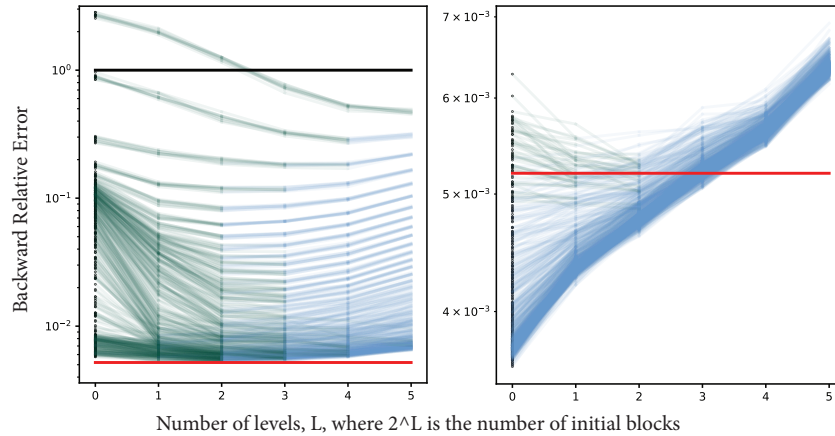 Backward Relative Error
10⁰
10⁻¹
10⁻²
0 1 2 3 4 5
7 × 10⁻³
6 × 10⁻³
5 × 10⁻³
4 × 10⁻³
0 1 2 3 4 5
Number of levels, L, where 2^L is the number of initial blocks